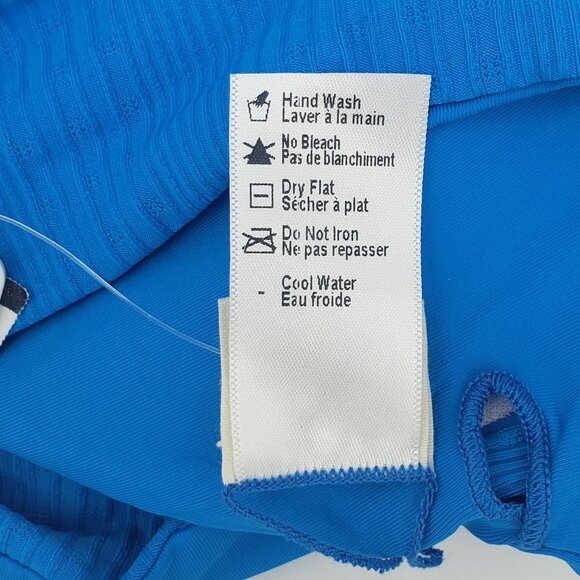 Hand Wash
Laver à la main
No Bleach
Pas de blanchiment
Dry Flat
Sécher à plat
Do Not Iron
Ne pas repasser
- Cool Water
Eau froide